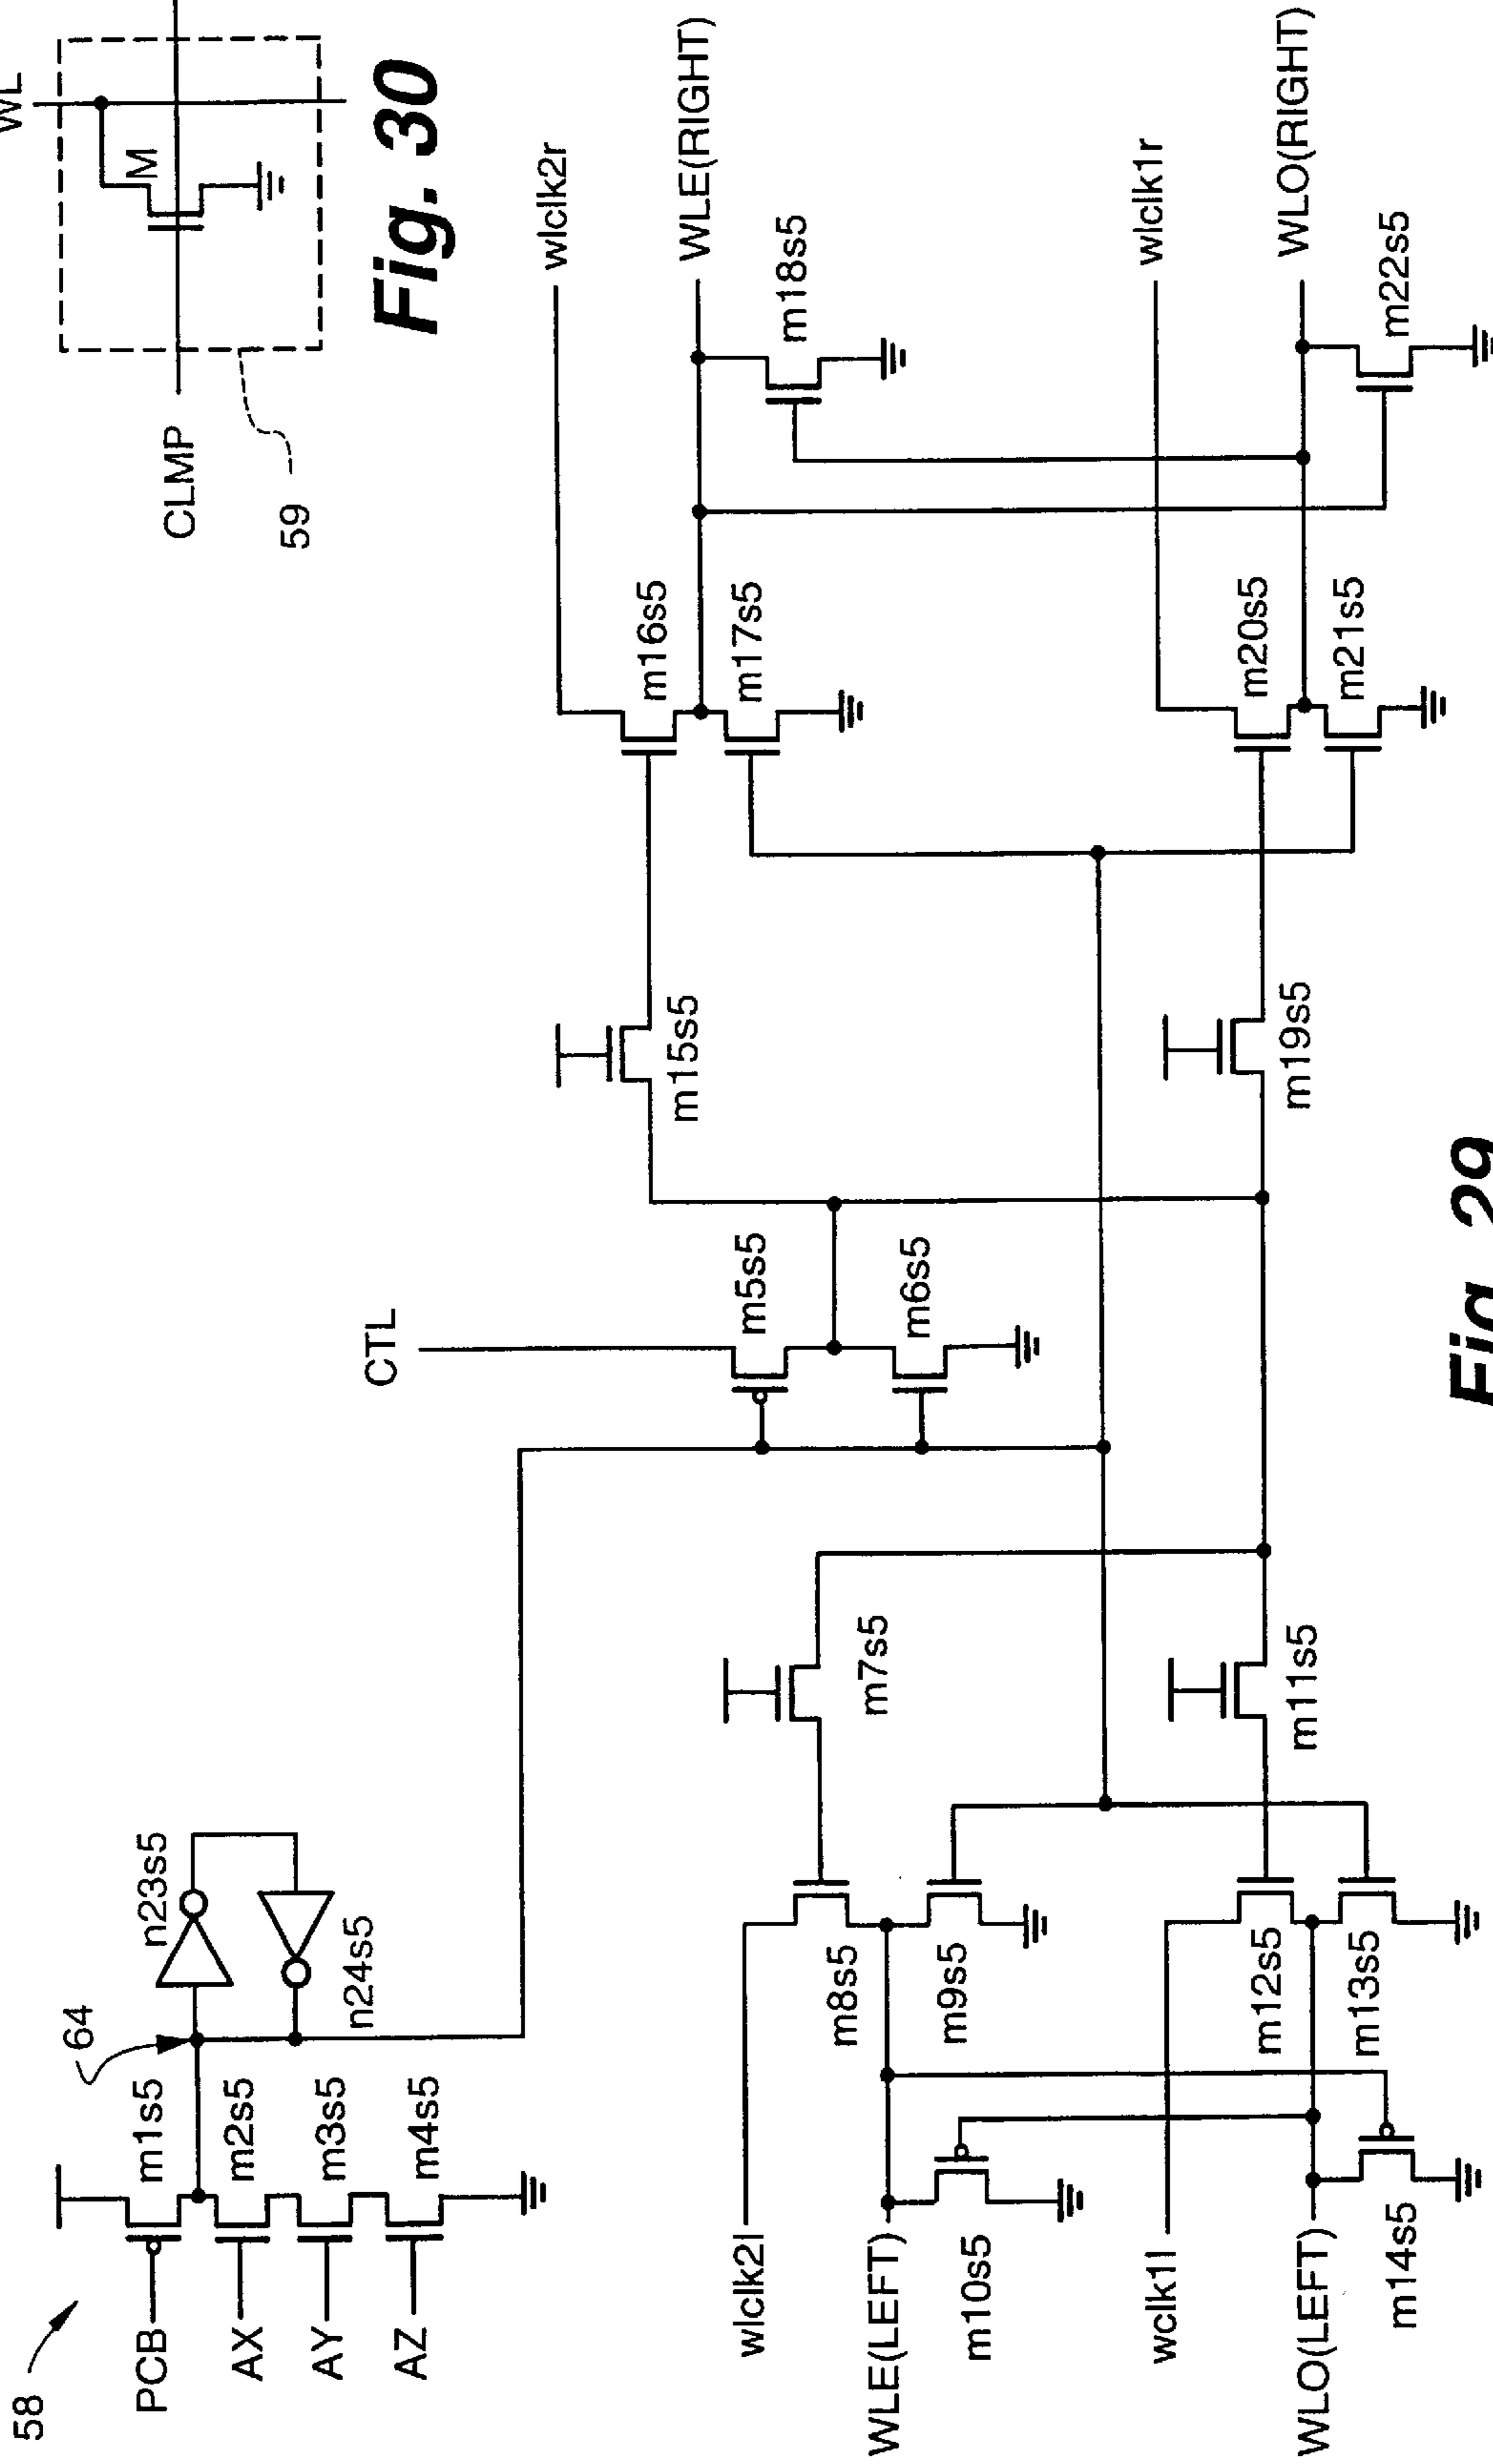 58
64
PCB
AX
AY
AZ
m1s5
m2s5
m3s5
m4s5
n23s5
n24s5
CTL
m5s5
m6s5
wlclk2l
WLE(LEFT)
m10s5
wclk1l
WLO(LEFT)
m14s5
m8s5
m9s5
m12s5
m13s5
m7s5
m11s5
m15s5
m19s5
m16s5
m17s5
m20s5
m21s5
wlclk2r
WLE(RIGHT)
m18s5
wlclk1r
WLO(RIGHT)
m22s5
Fig. 29
WL
M
CLMP
59
Fig. 30